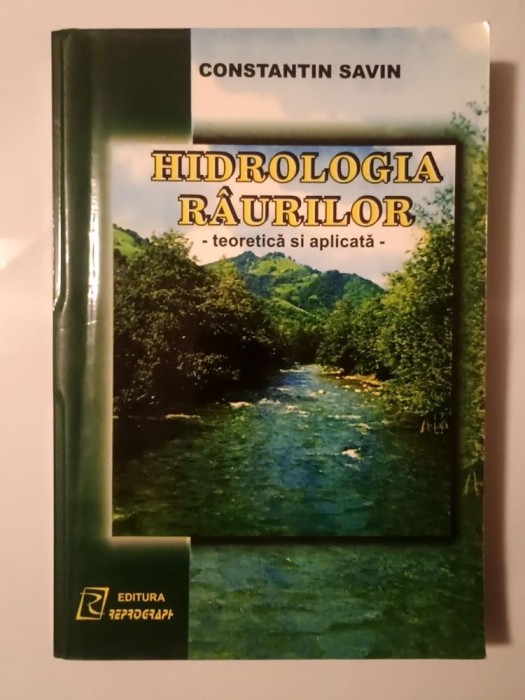 CONSTANTIN SAVIN
HIDROLOGIA
RÂURILOR
- teoretică si aplicată -
EDITURA
REPROGRAPH